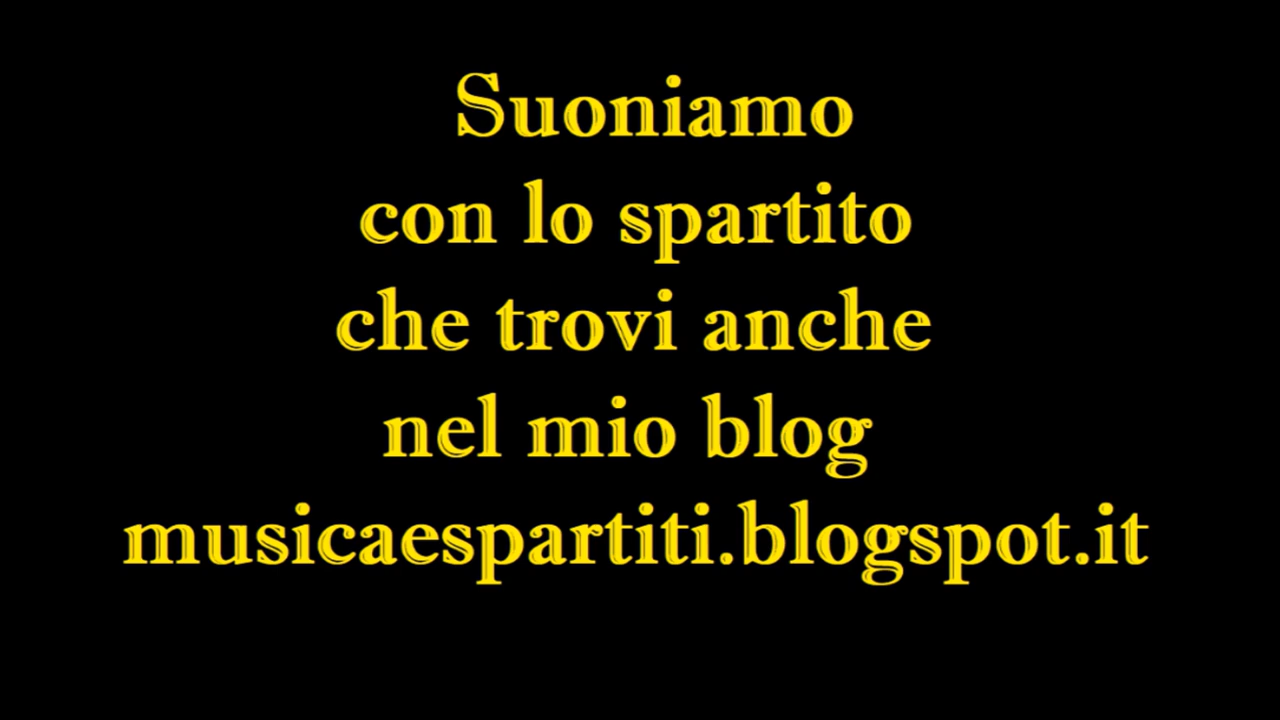 Suoniamo
con lo spartito
che trovi anche
nel mio blog
musicaespartiti.blogspot.it